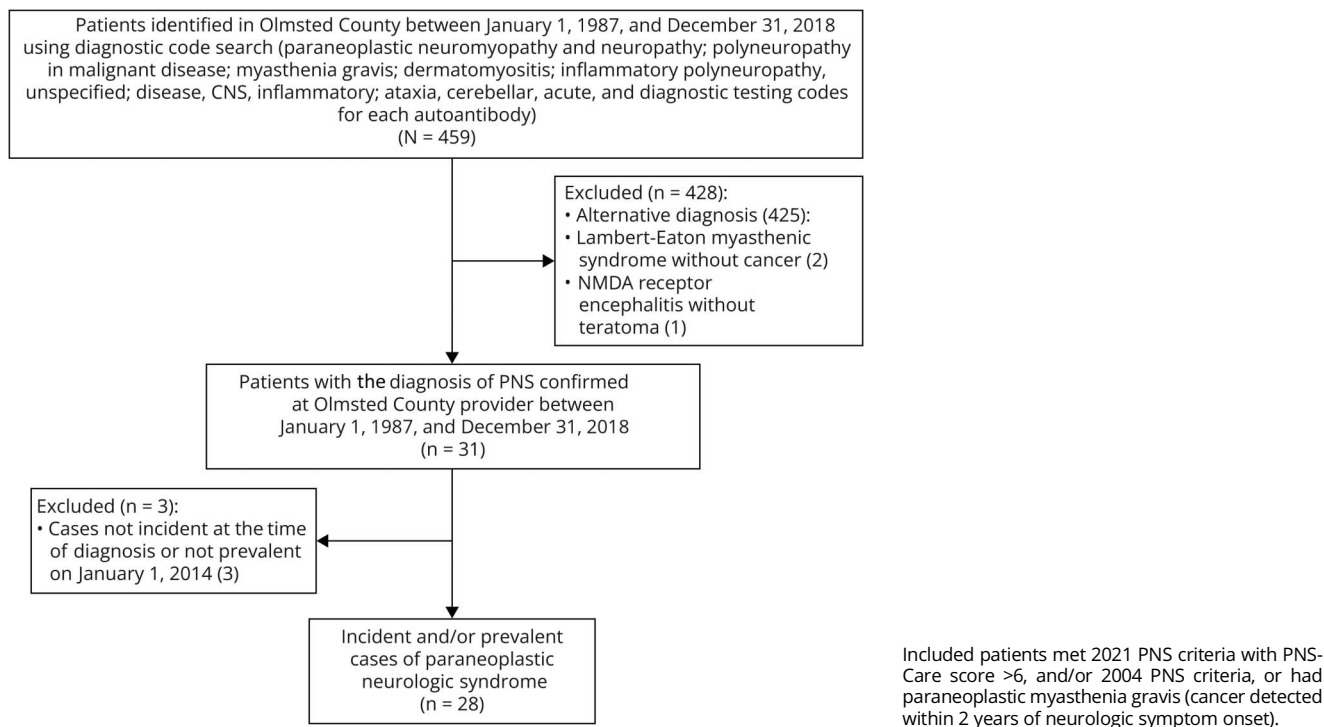 Patients identified in Olmsted County between January 1, 1987, and December 31, 2018
using diagnostic code search (paraneoplastic neuromyopathy and neuropathy; polyneuropathy
in malignant disease; myasthenia gravis; dermatomyositis; inflammatory polyneuropathy,
unspecified; disease, CNS, inflammatory; ataxia, cerebellar, acute, and diagnostic testing codes
for each autoantibody)
(N = 459)
Excluded (n = 428):
• Alternative diagnosis (425):
• Lambert-Eaton myasthenic
syndrome without cancer (2)
• NMDA receptor
encephalitis without
teratoma (1)
Patients with the diagnosis of PNS confirmed
at Olmsted County provider between
January 1, 1987, and December 31, 2018
(n = 31)
Excluded (n = 3):
• Cases not incident at the time
of diagnosis or not prevalent
on January 1, 2014 (3)
Incident and/or prevalent
cases of paraneoplastic
neurologic syndrome
(n = 28)
Included patients met 2021 PNS criteria with PNS-
Care score >6, and/or 2004 PNS criteria, or had
paraneoplastic myasthenia gravis (cancer detected
within 2 years of neurologic symptom onset).